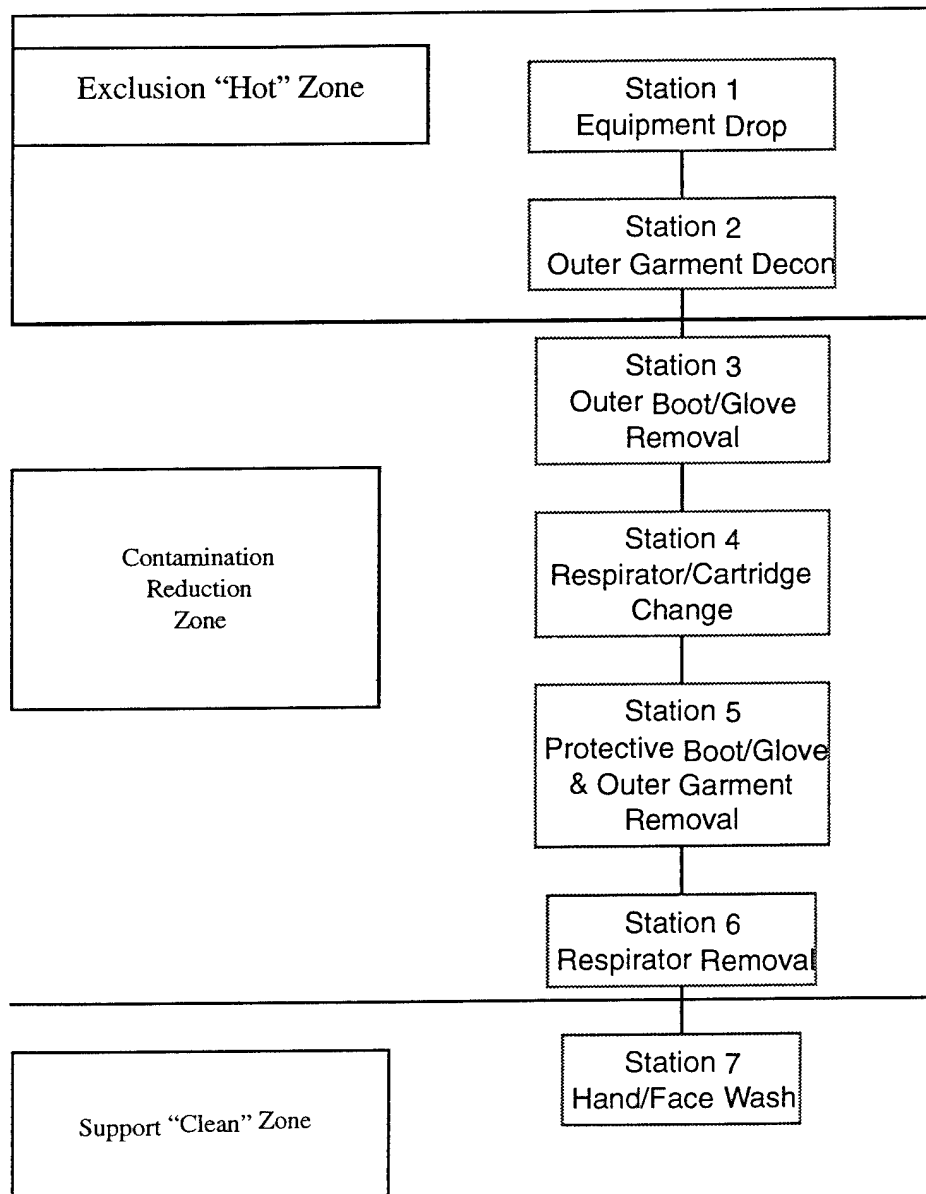 Exclusion “Hot” Zone
Station 1
Equipment Drop
Station 2
Outer Garment Decon
Station 3
Outer Boot/Glove
Removal
Contamination
Reduction
Zone
Station 4
Respirator/Cartridge
Change
Station 5
Protective Boot/Glove
& Outer Garment
Removal
Station 6
Respirator Removal
Support “Clean” Zone
Station 7
Hand/Face Wash